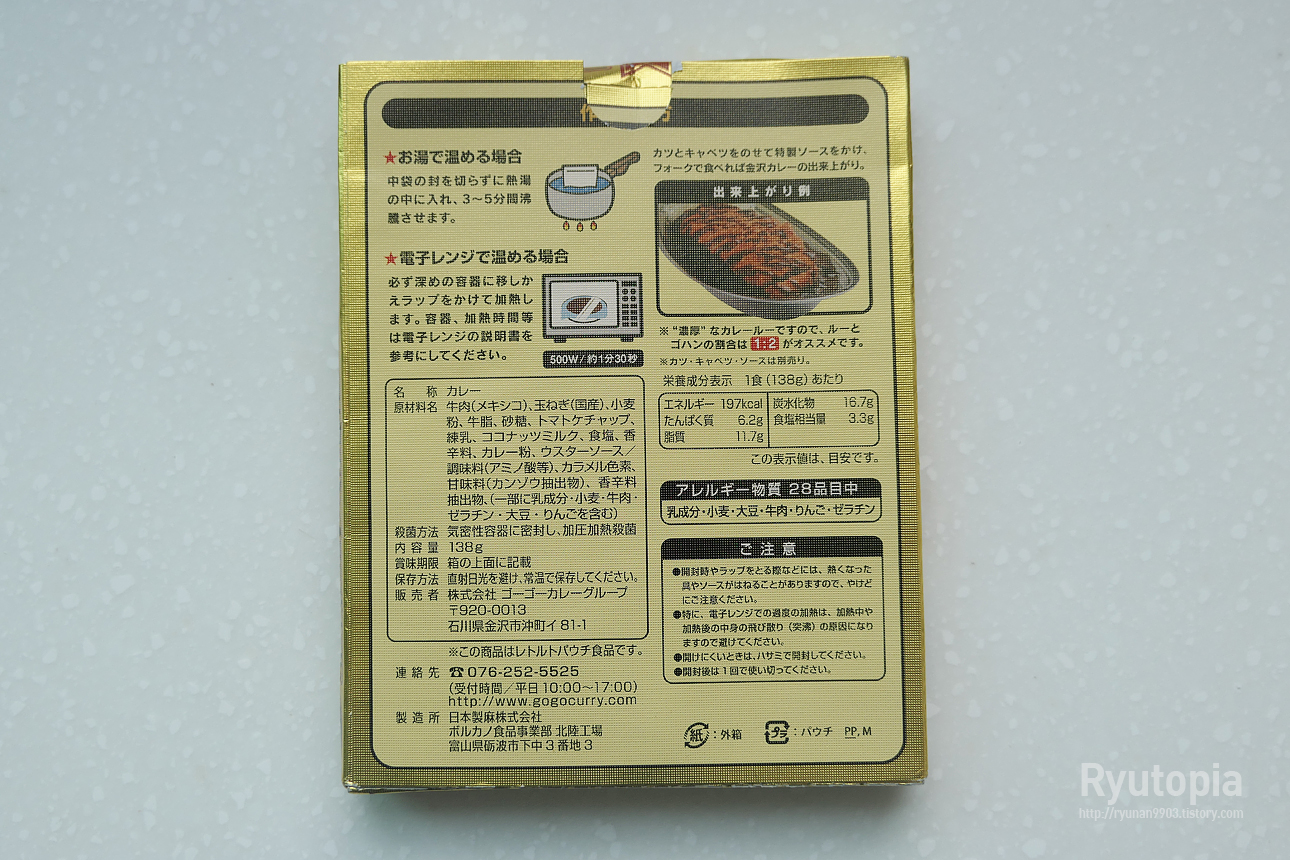 ★お湯で温める場合
中袋の封を切らずに熱湯
の中に入れ、3〜5分間沸
騰させます。
★電子レンジで温める場合
必ず深めの容器に移しか
えラップをかけて加熱し
ます。容器、加熱時間等
は電子レンジの説明書を
参考にしてください。
500W/約1分30秒
名称 カレー
原材料名 牛肉(メキシコ)、玉ねぎ(国産)、小麦
粉、牛脂、砂糖、トマトケチャップ、
練乳、ココナッツミルク、食塩、香
辛料、カレー粉、ウスターソース/
調味料(アミノ酸等)、カラメル色素、
甘味料(カンゾウ抽出物)、香辛料
抽出物、(一部に乳成分・小麦・牛肉・
ゼラチン・大豆・りんごを含む)
殺菌方法 気密性容器に密封し、加圧加熱殺菌
内容量 138g
賞味期限 箱の上面に記載
保存方法 直射日光を避け、常温で保存してください。
販売者 株式会社 ゴーゴーカレーグループ
〒920-0013
石川県金沢市沖町イ81-1
※この商品はレトルトパウチ食品です。
連絡先 ☎076-252-5525
(受付時間/平日10:00〜17:00)
http://www.gogocurry.com
製造所 日本製麻株式会社
ボルカノ食品事業部 北陸工場
富山県砺波市下中3番地3
カツとキャベツをのせて特製ソースをかけ、
フォークで食べれば金沢カレーの出来上がり。
出来上がり例
※“濃厚”なカレールーですので、ルーと
ゴハンの割合は1:2がオススメです。
※カツ・キャベツ・ソースは別売り。
栄養成分表示 1食(138g)あたり
エネルギー 197kcal 炭水化物 16.7g
たんぱく質 6.2g 食塩相当量 3.3g
脂質 11.7g
この表示値は、目安です。
アレルギー物質 28品目中
乳成分・小麦・大豆・牛肉・りんご・ゼラチン
ご注意
●開封時やラップをとる際などには、熱くなった
具やソースがはねることがありますので、やけど
にご注意ください。
●特に、電子レンジでの過度の加熱は、加熱中や
加熱後の中身の飛び散り(突沸)の原因になり
ますので避けてください。
●開けにくいときは、ハサミで開封してください。
●開封後は1回で使い切ってください。
紙:外箱 プラ:パウチ PP, M
Ryutopia
http://ryunan9903.tistory.com